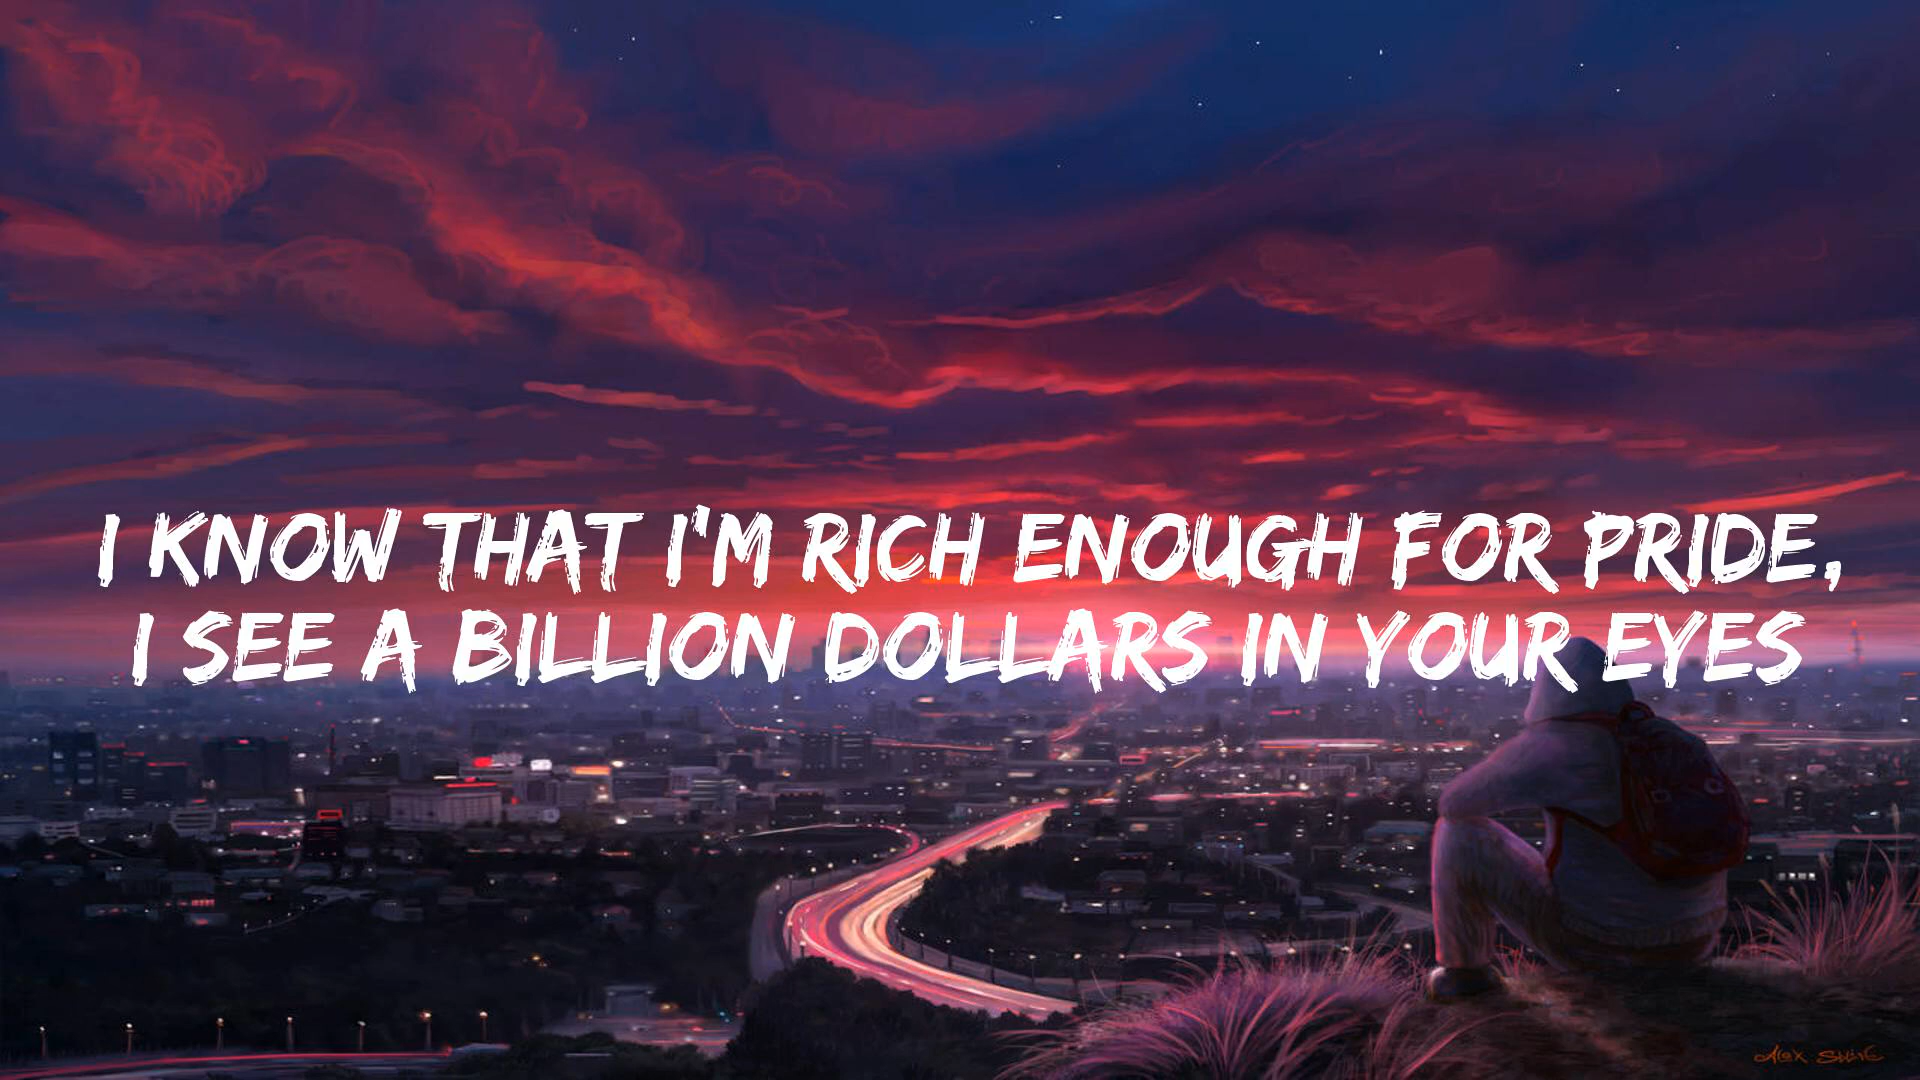 I KNOW THAT I'M RICH ENOUGH FOR PRIDE,
I SEE A BILLION DOLLARS IN YOUR EYES